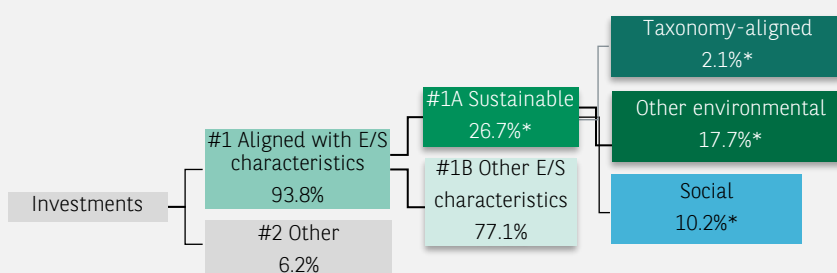 Investments
#1 Aligned with E/S
characteristics
93.8%
#2 Other
6.2%
#1A Sustainable
26.7%*
#1B Other E/S
characteristics
77.1%
Taxonomy-aligned
2.1%*
Other environmental
17.7%*
Social
10.2%*